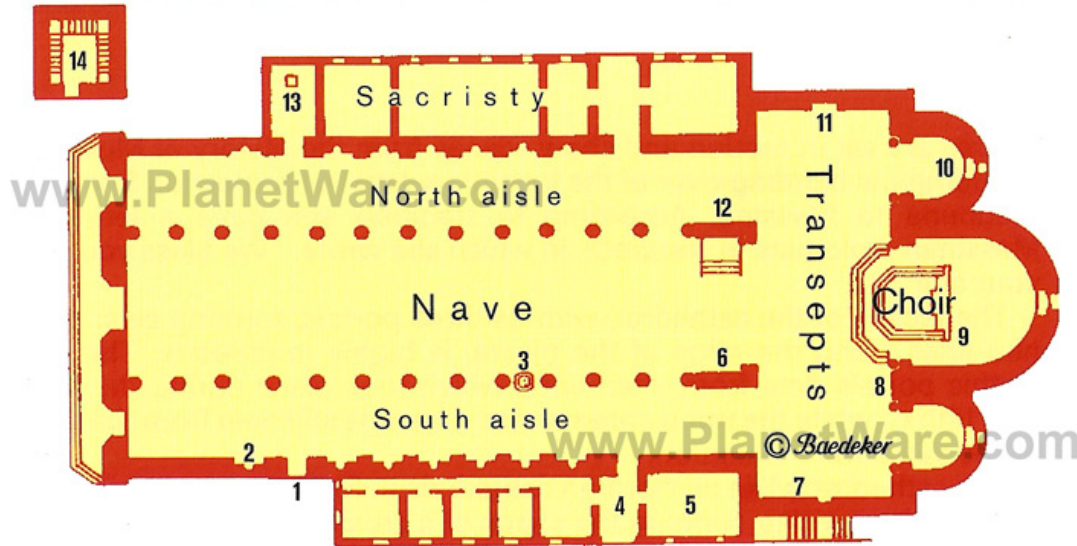 14
13
Sacristy
11
www.PlanetWare.com
North aisle
10
12
Transepts
Nave
Choir
9
3
6
8
South aisle
www.PlanetWare.com
© Baedeker
2
1
4
5
7